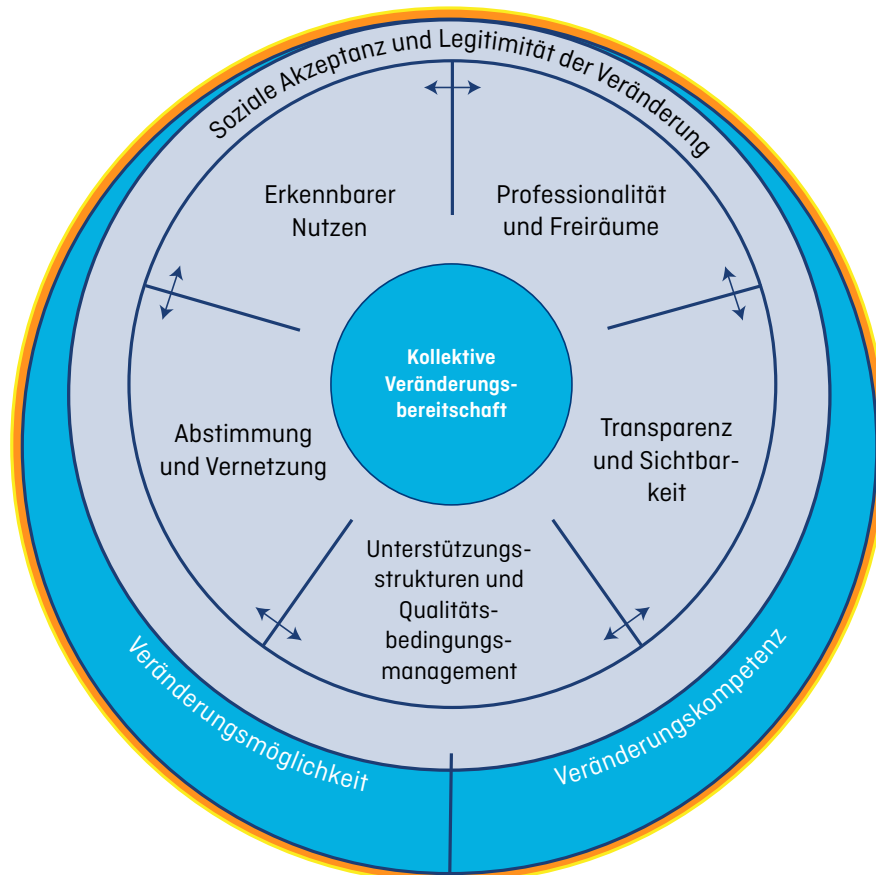 Soziale Akzeptanz und Legitimität der Veränderung
Erkennbarer
Nutzen
Professionalität
und Freiräume
Kollektive
Veränderungs-
bereitschaft
Abstimmung
und Vernetzung
Transparenz
und Sichtbar-
keit
Unterstützungs-
strukturen und
Qualitäts-
bedingungs-
management
Veränderungsmöglichkeit
Veränderungskompetenz